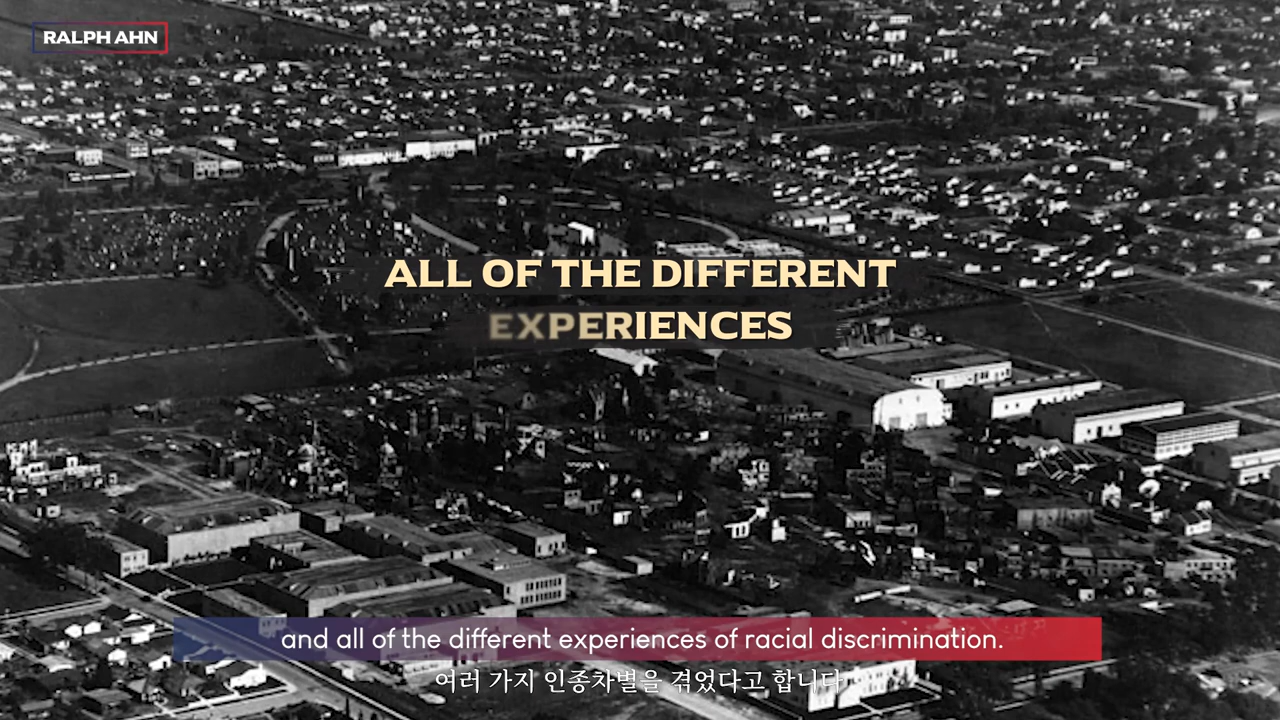 RALPH AHN
ALL OF THE DIFFERENT
EXPERIENCES
and all of the different experiences of racial discrimination.
여러 가지 인종차별을 겪었다고 합니다